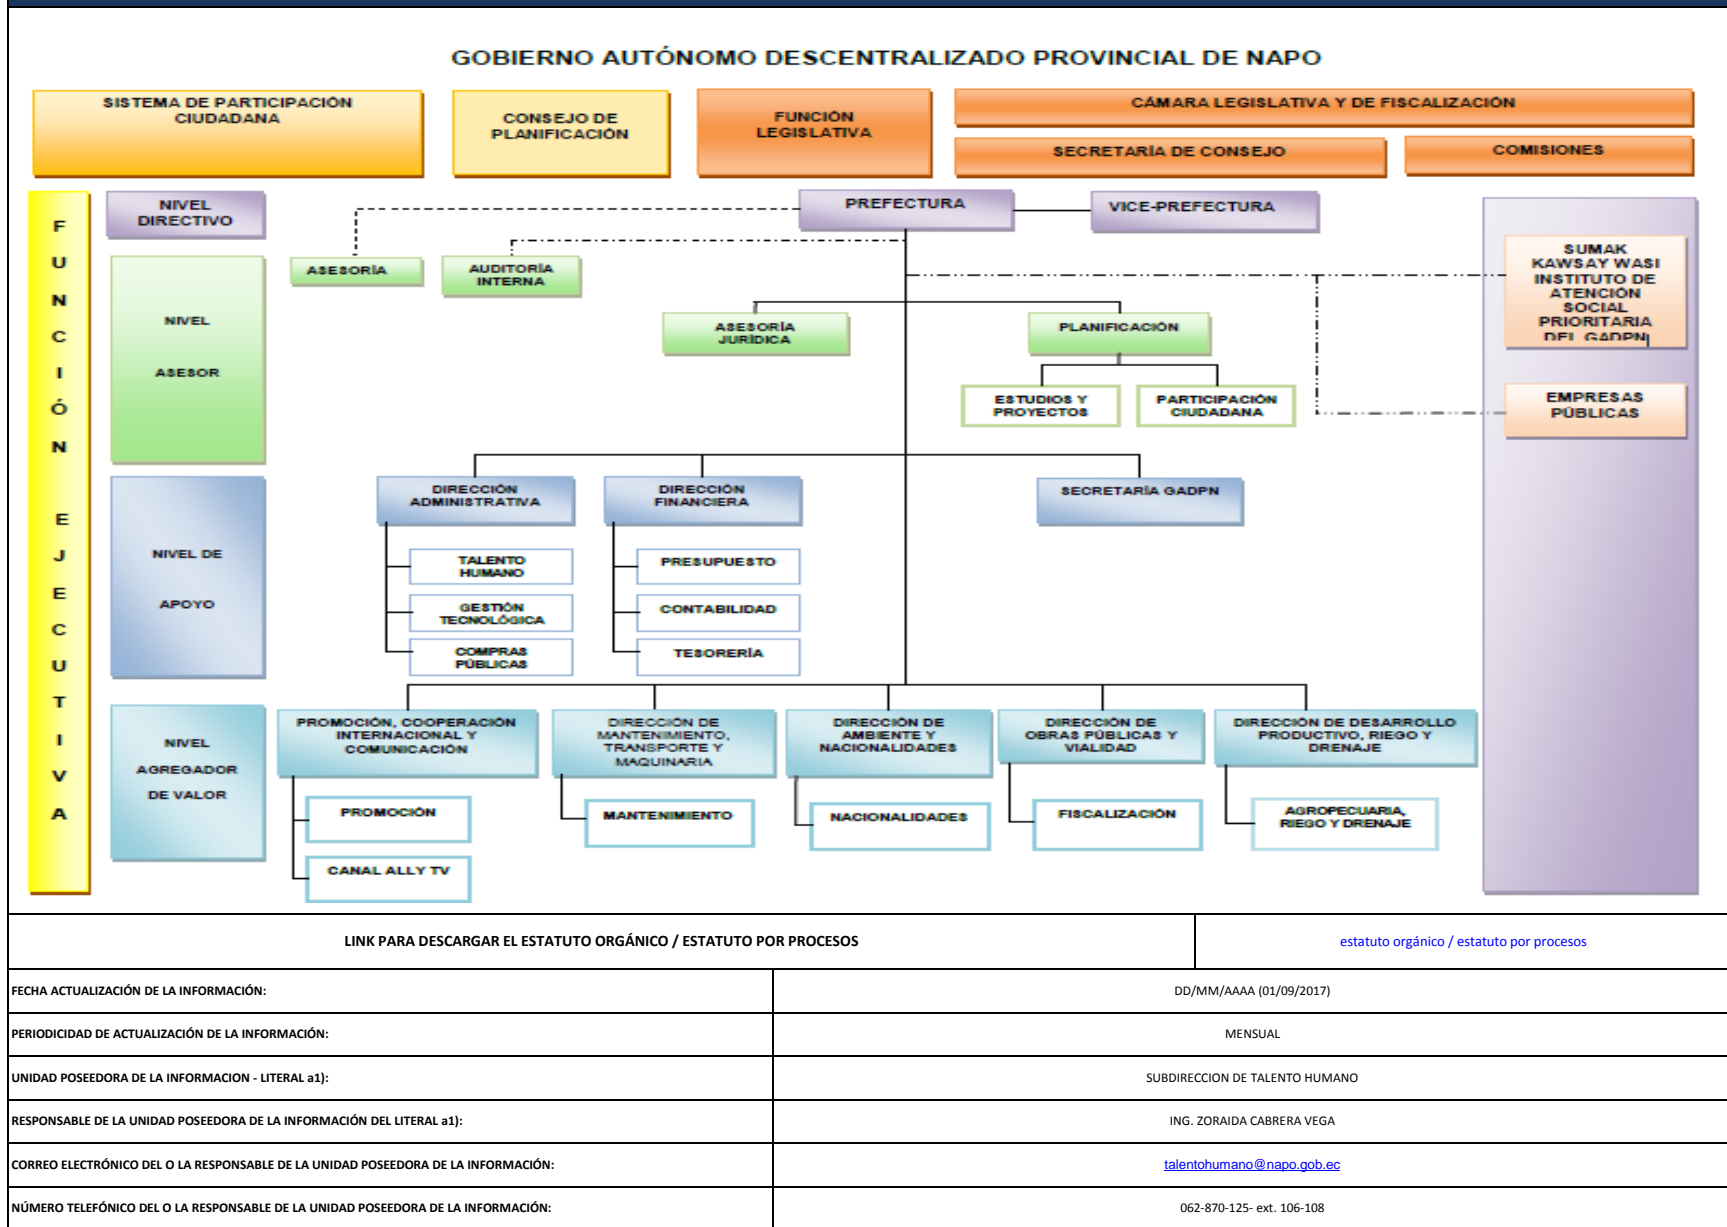 GOBIERNO AUTÓNOMO DESCENTRALIZADO PROVINCIAL DE NAPO
SISTEMA DE PARTICIPACIÓN
CIUDADANA
CONSEJO DE
PLANIFICACIÓN
FUNCIÓN
LEGISLATIVA
CÁMARA LEGISLATIVA Y DE FISCALIZACIÓN
SECRETARÍA DE CONSEJO
COMISIONES
FUNCIÓN EJECUTIVA
NIVEL
DIRECTIVO
PREFECTURA
VICE-PREFECTURA
NIVEL
ASESOR
ASESORÍA
AUDITORÍA
INTERNA
ASESORÍA
JURÍDICA
PLANIFICACIÓN
ESTUDIOS Y
PROYECTOS
PARTICIPACIÓN
CIUDADANA
SUMAK
KAWSAY WASI
INSTITUTO DE
ATENCIÓN
SOCIAL
PRIORITARIA
DEL GADPN
EMPRESAS
PÚBLICAS
NIVEL DE
APOYO
DIRECCIÓN
ADMINISTRATIVA
TALENTO
HUMANO
GESTIÓN
TECNOLÓGICA
COMPRAS
PÚBLICAS
DIRECCIÓN
FINANCIERA
PRESUPUESTO
CONTABILIDAD
TESORERÍA
SECRETARÍA GADPN
NIVEL
AGREGADOR
DE VALOR
PROMOCIÓN, COOPERACIÓN
INTERNACIONAL Y
COMUNICACIÓN
PROMOCIÓN
CANAL ALLY TV
DIRECCIÓN DE
MANTENIMIENTO,
TRANSPORTE Y
MAQUINARIA
MANTENIMIENTO
DIRECCIÓN DE
AMBIENTE Y
NACIONALIDADES
NACIONALIDADES
DIRECCIÓN DE
OBRAS PÚBLICAS Y
VIALIDAD
FISCALIZACIÓN
DIRECCIÓN DE DESARROLLO
PRODUCTIVO, RIEGO Y
DRENAJE
AGROPECUARIA,
RIEGO Y DRENAJE
LINK PARA DESCARGAR EL ESTATUTO ORGÁNICO / ESTATUTO POR PROCESOS
estatuto orgánico / estatuto por procesos
FECHA ACTUALIZACIÓN DE LA INFORMACIÓN:
DD/MM/AAAA (01/09/2017)
PERIODICIDAD DE ACTUALIZACIÓN DE LA INFORMACIÓN:
MENSUAL
UNIDAD POSEEDORA DE LA INFORMACION - LITERAL a1):
SUBDIRECCION DE TALENTO HUMANO
RESPONSABLE DE LA UNIDAD POSEEDORA DE LA INFORMACIÓN DEL LITERAL a1):
ING. ZORAIDA CABRERA VEGA
CORREO ELECTRÓNICO DEL O LA RESPONSABLE DE LA UNIDAD POSEEDORA DE LA INFORMACIÓN:
talentohumano@napo.gob.ec
NÚMERO TELEFÓNICO DEL O LA RESPONSABLE DE LA UNIDAD POSEEDORA DE LA INFORMACIÓN:
062-870-125- ext. 106-108